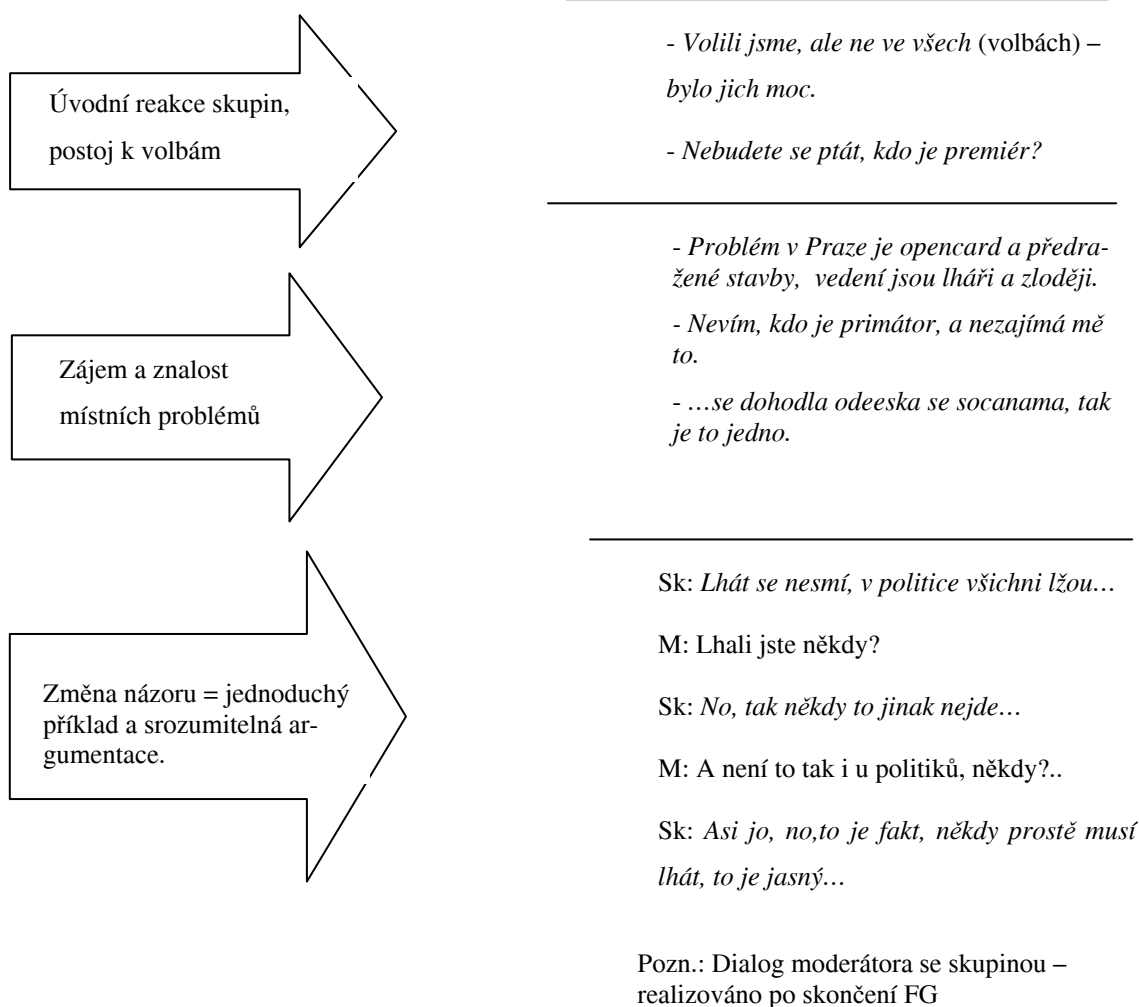 Úvodní reakce skupin,
postoj k volbám
- Volili jsme, ale ne ve všech (volbách) –
bylo jich moc.
- Nebudete se ptát, kdo je premiér?
Zájem a znalost
místních problémů
- Problém v Praze je opencard a předra-
žené stavby, vedení jsou lháři a zloději.
- Nevím, kdo je primátor, a nezajímá mě
to.
- …se dohodla odeeska se socanama, tak
je to jedno.
Změna názoru = jednoduchý
příklad a srozumitelná ar-
gumentace.
Sk: Lhát se nesmí, v politice všichni lžou…
M: Lhali jste někdy?
Sk: No, tak někdy to jinak nejde…
M: A není to tak i u politiků, někdy?..
Sk: Asi jo, no,to je fakt, někdy prostě musí
lhát, to je jasný…
Pozn.: Dialog moderátora se skupinou –
realizováno po skončení FG